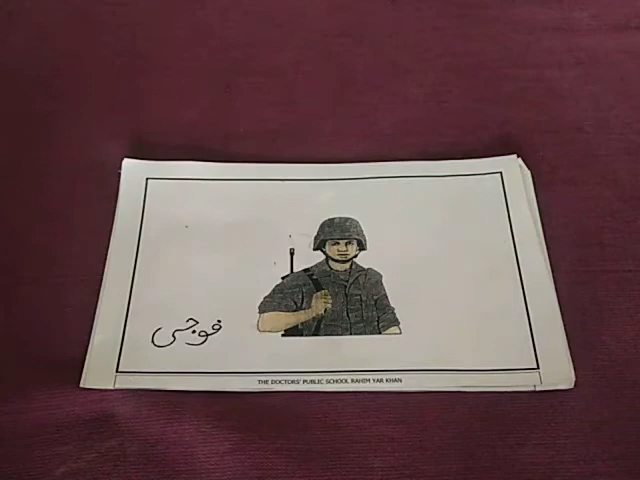 فوجی
THE DOCTORS' PUBLIC SCHOOL RAHIM YAR KHAN